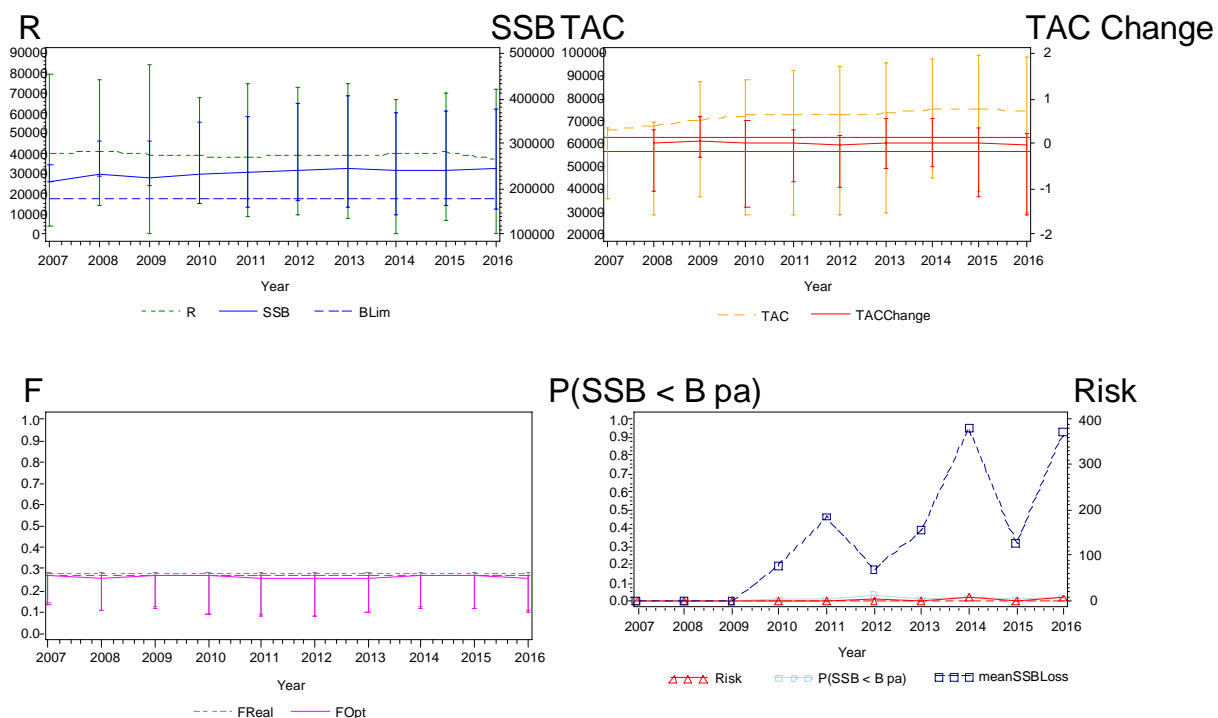 R SSB TAC TAC Change
90000 500000 100000 2
80000 90000
70000 400000 80000 1
60000
50000 70000
40000 300000 60000 0
30000 50000
20000 200000 40000 -1
10000 30000
0 100000 20000 -2
2007 2008 2009 2010 2011 2012 2013 2014 2015 2016 2007 2008 2009 2010 2011 2012 2013 2014 2015 2016
Year Year
R SSB BLim TAC TACChange
F P(SSB < B pa) Risk
1.0 1.0 400
0.9 0.9
0.8 0.8
0.7 0.7 300
0.6 0.6
0.5 0.5 200
0.4 0.4
0.3 0.3
0.2 0.2 100
0.1 0.1
0.0 0.0 0
2007 2008 2009 2010 2011 2012 2013 2014 2015 2016 2007 2008 2009 2010 2011 2012 2013 2014 2015 2016
Year Year
FReal FOpt Risk P(SSB < B pa) meanSSBLoss